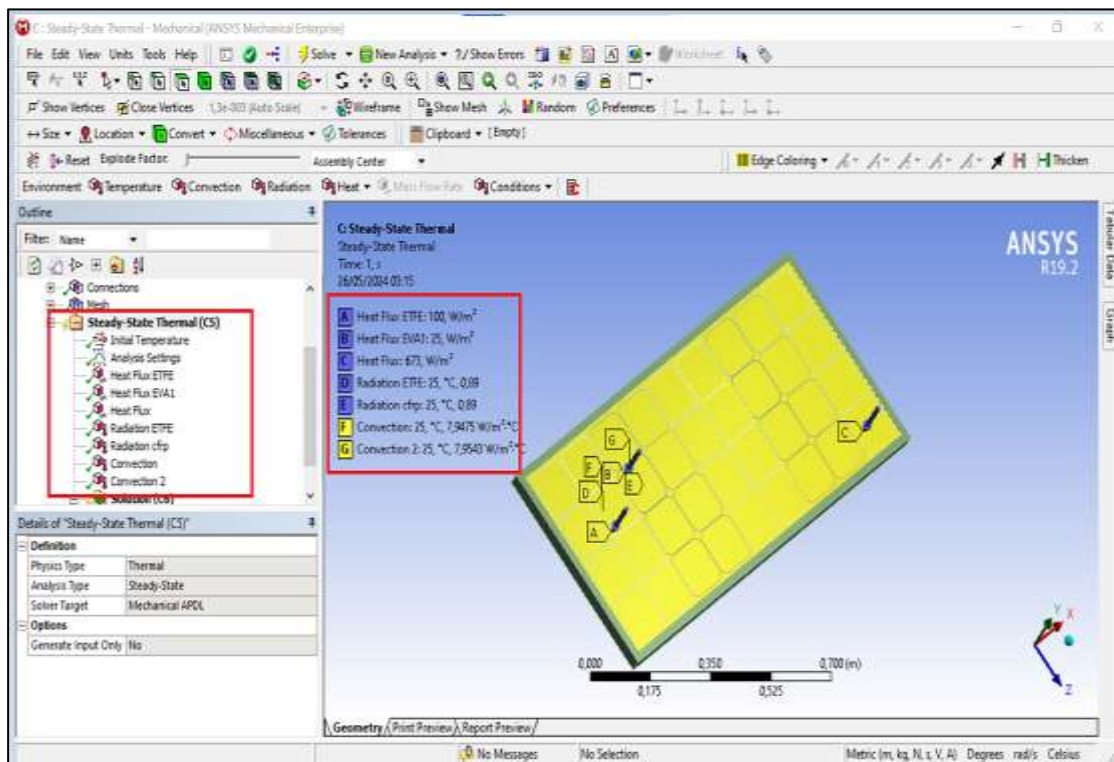 C : Steady-State Thermal - Mechanical [ANSYS Mechanical Enterprise]
File Edit View Units Tools Help Solve New Analysis ?/ Show Errors Worksheet
Show Vertices Close Vertices 1,3e-003 (Auto Scale) Wireframe Show Mesh Random Preferences
Size Location Convert Miscellaneous Tolerances Clipboard [Empty]
Reset Explode Factor: Assembly Center Edge Coloring Thicken
Environment Temperature Convection Radiation Heat Mass Flow Rate Conditions
Outline
Filter: Name
Connections
Mesh
Steady-State Thermal (C5)
Initial Temperature
Analysis Settings
Heat Flux ETFE
Heat Flux EVA1
Heat Flux
Radiation ETFE
Radiation cfrp
Convection
Convection 2
Solution (C6)
Details of "Steady-State Thermal (C5)"
Definition
Physics Type Thermal
Analysis Type Steady-State
Solver Target Mechanical APDL
Options
Generate Input Only No
C: Steady-State Thermal
Steady-State Thermal
Time: 1, s
26/05/2024 03:15
A Heat Flux ETFE: 100, W/m²
B Heat Flux EVA1: 25, W/m²
C Heat Flux: 673, W/m²
D Radiation ETFE: 25, °C, 0,89
E Radiation cfrp: 25, °C, 0,89
F Convection: 25, °C, 7,9475 W/m²·°C
G Convection 2: 25, °C, 7,9543 W/m²·°C
ANSYS
R19.2
G
F
B
E
D
A
C
0,000 0,350 0,700 (m)
0,175 0,525
Y
X
Z
Tabular Data
Graph
Geometry Print Preview Report Preview
No Messages No Selection Metric (m, kg, N, s, V, A) Degrees rad/s Celsius